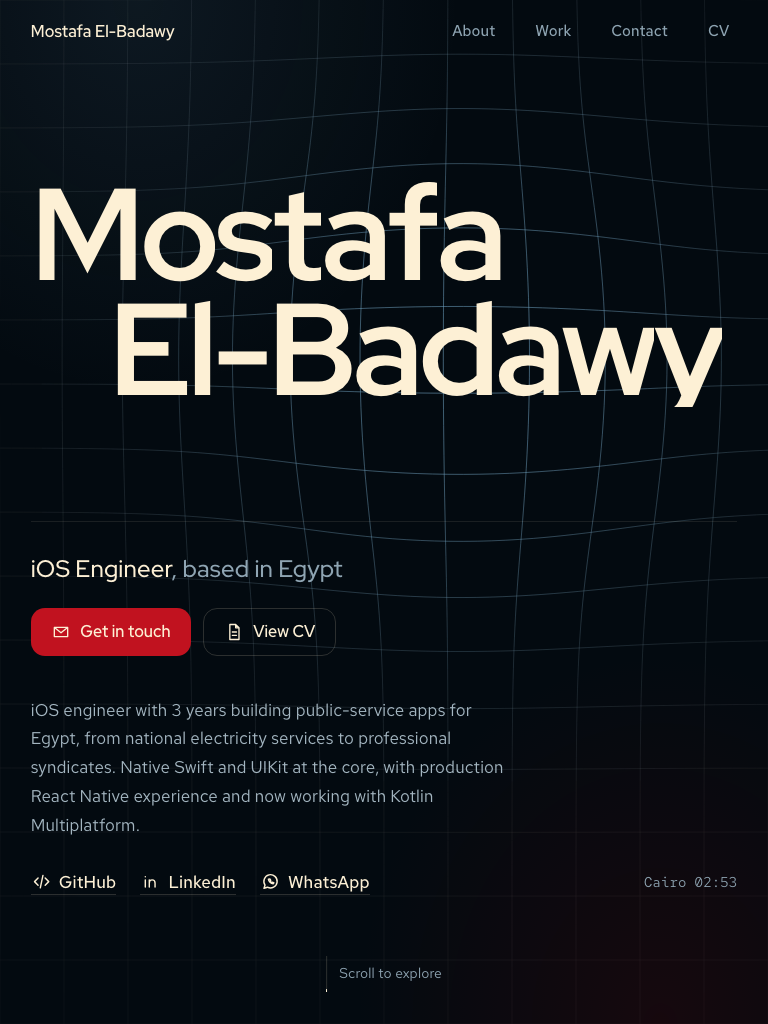 Mostafa El-Badawy
About
Work
Contact
CV
Mostafa
El-Badawy
iOS Engineer, based in Egypt
Get in touch
View CV
iOS engineer with 3 years building public-service apps for
Egypt, from national electricity services to professional
syndicates. Native Swift and UIKit at the core, with production
React Native experience and now working with Kotlin
Multiplatform.
GitHub
in LinkedIn
WhatsApp
Cairo 02:53
Scroll to explore